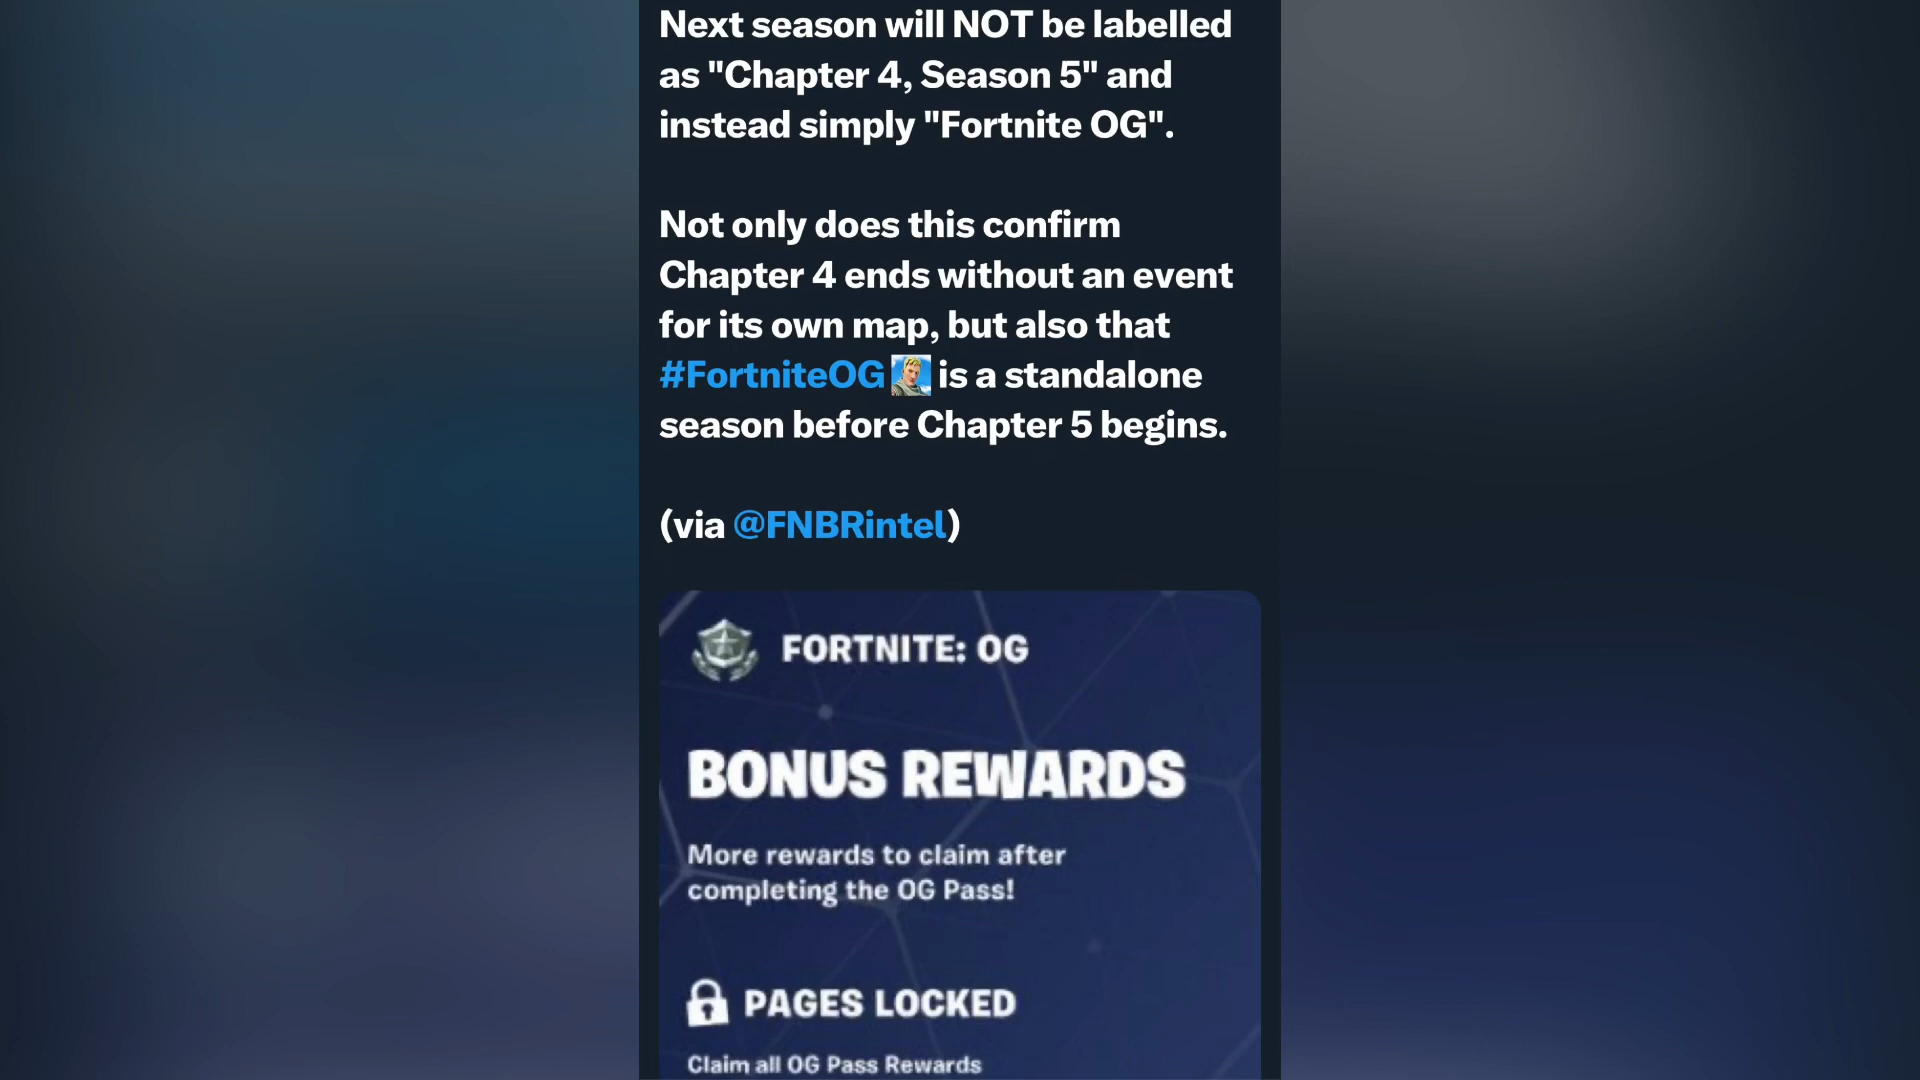 Next season will NOT be labelled
as "Chapter 4, Season 5" and
instead simply "Fortnite OG".
Not only does this confirm
Chapter 4 ends without an event
for its own map, but also that
#FortniteOG is a standalone
season before Chapter 5 begins.
(via @FNBRintel)
FORTNITE: OG
BONUS REWARDS
More rewards to claim after
completing the OG Pass!
PAGES LOCKED
Claim all OG Pass Rewards